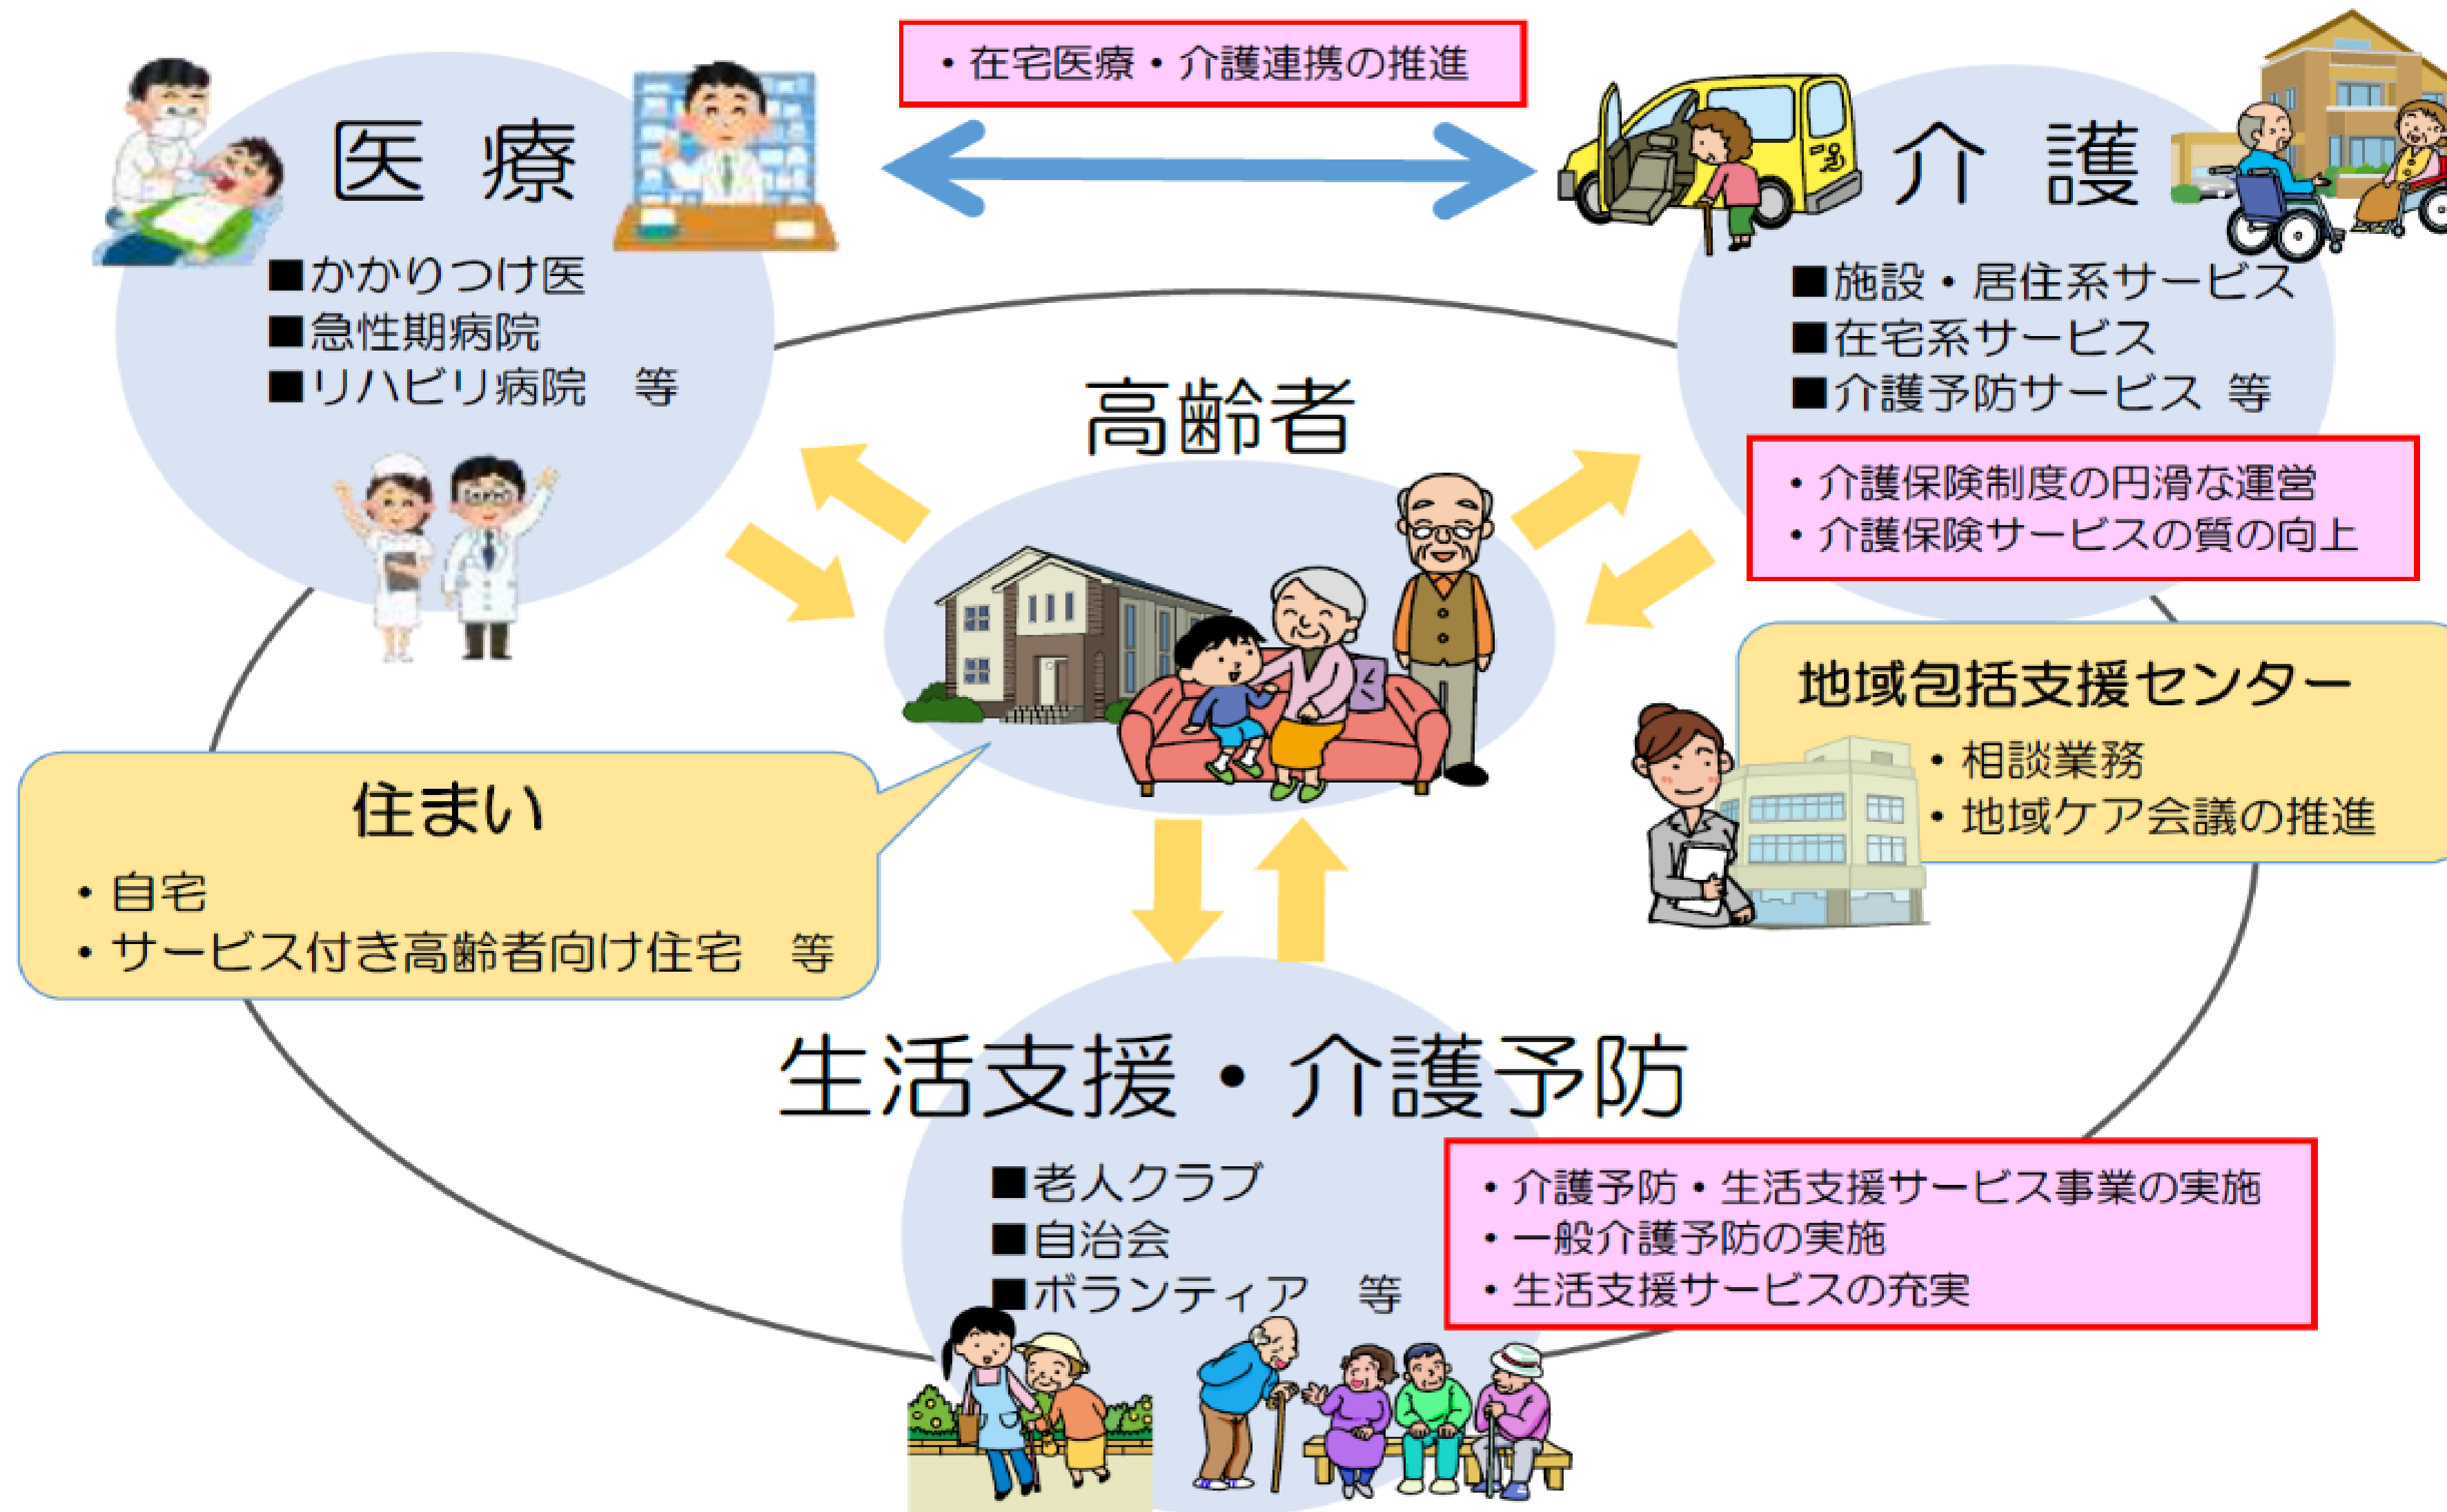 ・在宅医療・介護連携の推進
医 療
■かかりつけ医
■急性期病院
■リハビリ病院 等
介 護
■施設・居住系サービス
■在宅系サービス
■介護予防サービス 等
・介護保険制度の円滑な運営
・介護保険サービスの質の向上
高齢者
地域包括支援センター
・相談業務
・地域ケア会議の推進
住まい
・自宅
・サービス付き高齢者向け住宅 等
生活支援・介護予防
■老人クラブ
■自治会
■ボランティア 等
・介護予防・生活支援サービス事業の実施
・一般介護予防の実施
・生活支援サービスの充実